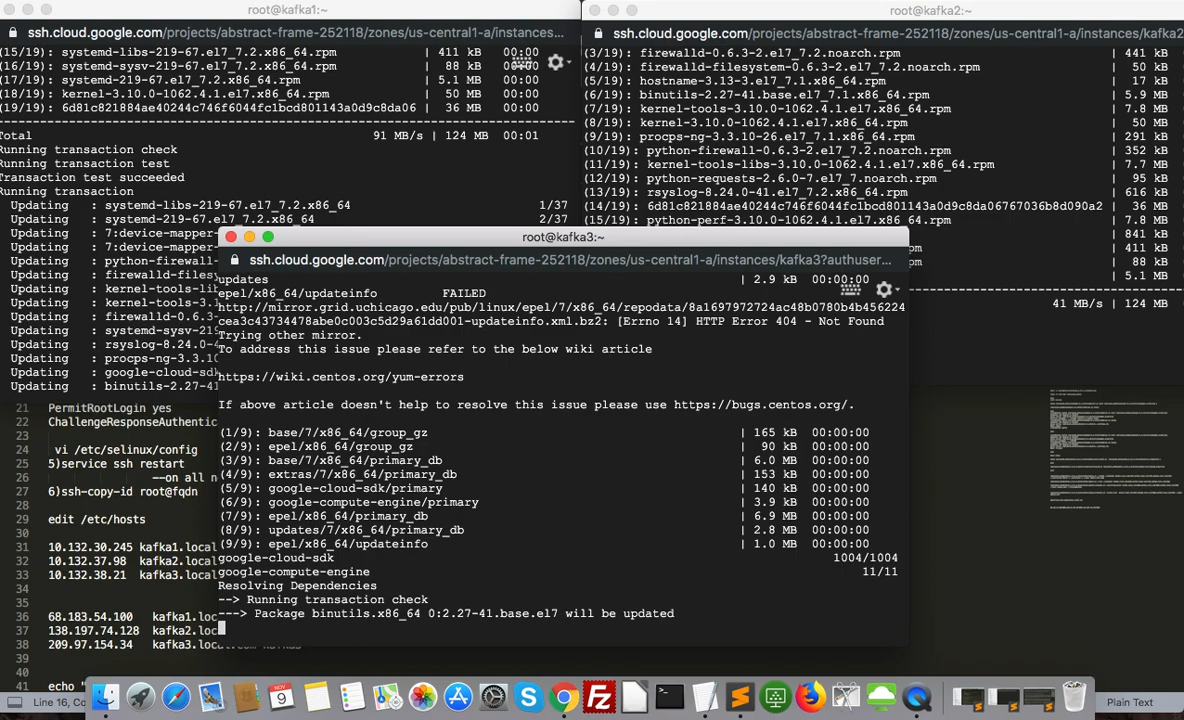 root@kafka1:~
ssh.cloud.google.com/projects/abstract-frame-252118/zones/us-central1-a/instances...
(15/19): systemd-libs-219-67.el7_7.2.x86_64.rpm | 411 kB 00:00
(16/19): systemd-sysv-219-67.el7_7.2.x86_64.rpm | 88 kB 00:00
(17/19): systemd-219-67.el7_7.2.x86_64.rpm | 5.1 MB 00:00
(18/19): kernel-3.10.0-1062.4.1.el7.x86_64.rpm | 50 MB 00:00
(19/19): 6d81c821884ae40244c746f6044fc1bcd801143a0d9c8da06 | 36 MB 00:00
Total 91 MB/s | 124 MB 00:01
Running transaction check
Running transaction test
Transaction test succeeded
Running transaction
Updating : systemd-libs-219-67.el7_7.2.x86_64 1/37
Updating : systemd-219-67.el7_7.2.x86_64 2/37
Updating : 7:device-mapper-
Updating : 7:device-mapper-
Updating : python-firewall-
Updating : firewalld-files
Updating : kernel-tools-lib
Updating : kernel-tools-3.1
Updating : firewalld-0.6.3-
Updating : systemd-sysv-219
Updating : rsyslog-8.24.0-4
Updating : procps-ng-3.3.10
Updating : google-cloud-sdk
Updating : binutils-2.27-41
root@kafka2:~
ssh.cloud.google.com/projects/abstract-frame-252118/zones/us-central1-a/instances/kafka2
(3/19): firewalld-0.6.3-2.el7_7.2.noarch.rpm | 441 kB
(4/19): firewalld-filesystem-0.6.3-2.el7_7.2.noarch.rpm | 50 kB
(5/19): hostname-3.13-3.el7_7.1.x86_64.rpm | 17 kB
(6/19): binutils-2.27-41.base.el7_7.1.x86_64.rpm | 5.9 MB
(7/19): kernel-tools-3.10.0-1062.4.1.el7.x86_64.rpm | 7.8 MB
(8/19): kernel-3.10.0-1062.4.1.el7.x86_64.rpm | 50 MB
(9/19): procps-ng-3.3.10-26.el7_7.1.x86_64.rpm | 291 kB
(10/19): python-firewall-0.6.3-2.el7_7.2.noarch.rpm | 352 kB
(11/19): kernel-tools-libs-3.10.0-1062.4.1.el7.x86_64.rpm | 7.7 MB
(12/19): python-requests-2.6.0-7.el7_7.noarch.rpm | 95 kB
(13/19): rsyslog-8.24.0-41.el7_7.2.x86_64.rpm | 616 kB
(14/19): 6d81c821884ae40244c746f6044fc1bcd801143a0d9c8da06767036b8d090a2 | 36 MB
(15/19): python-perf-3.10.0-1062.4.1.el7.x86_64.rpm | 7.8 MB
rpm | 841 kB
pm | 411 kB
pm | 88 kB
| 5.1 MB
41 MB/s | 124 MB
root@kafka3:~
ssh.cloud.google.com/projects/abstract-frame-252118/zones/us-central1-a/instances/kafka3?authuser...
updates | 2.9 kB 00:00:00
epel/x86_64/updateinfo FAILED
http://mirror.grid.uchicago.edu/pub/linux/epel/7/x86_64/repodata/8a1697972724ac48b0780b4b456224
cea3c43734478abe0c003c5d29a61dd001-updateinfo.xml.bz2: [Errno 14] HTTP Error 404 - Not Found
Trying other mirror.
To address this issue please refer to the below wiki article
https://wiki.centos.org/yum-errors
If above article doesn't help to resolve this issue please use https://bugs.centos.org/.
(1/9): base/7/x86_64/group_gz | 165 kB 00:00:00
(2/9): epel/x86_64/group_gz | 90 kB 00:00:00
(3/9): base/7/x86_64/primary_db | 6.0 MB 00:00:00
(4/9): extras/7/x86_64/primary_db | 153 kB 00:00:00
(5/9): google-cloud-sdk/primary | 140 kB 00:00:00
(6/9): google-compute-engine/primary | 3.9 kB 00:00:00
(7/9): epel/x86_64/primary_db | 6.9 MB 00:00:00
(8/9): updates/7/x86_64/primary_db | 2.8 MB 00:00:00
(9/9): epel/x86_64/updateinfo | 1.0 MB 00:00:00
google-cloud-sdk 1004/1004
google-compute-engine 11/11
Resolving Dependencies
--> Running transaction check
---> Package binutils.x86_64 0:2.27-41.base.el7 will be updated
21 PermitRootLogin yes
22 ChallengeResponseAuthentic
23
24 vi /etc/selinux/config
25 5)service ssh restart
26 --on all n
27 6)ssh-copy-id root@fqdn
28
29 edit /etc/hosts
30
31 10.132.30.245 kafka1.local
32 10.132.37.98 kafka2.local
33 10.132.38.21 kafka3.local
34
35
36 68.183.54.100 kafka1.loc
37 138.197.74.128 kafka2.loc
38 209.97.154.34 kafka3.local.com kafka3
39
40
41 echo "
Line 16, Co
Plain Text
NOV
9